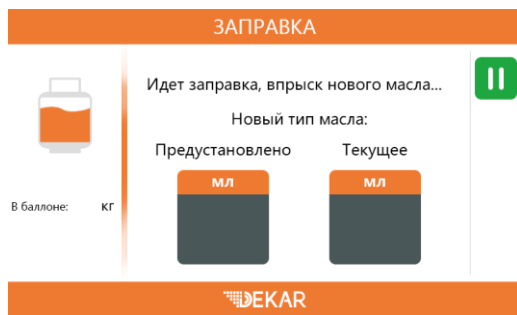 ЗАПРАВКА
Идет заправка, впрыск нового масла...
Новый тип масла:
Предустановлено Текущее
мл мл
В баллоне: кг
DEKAR